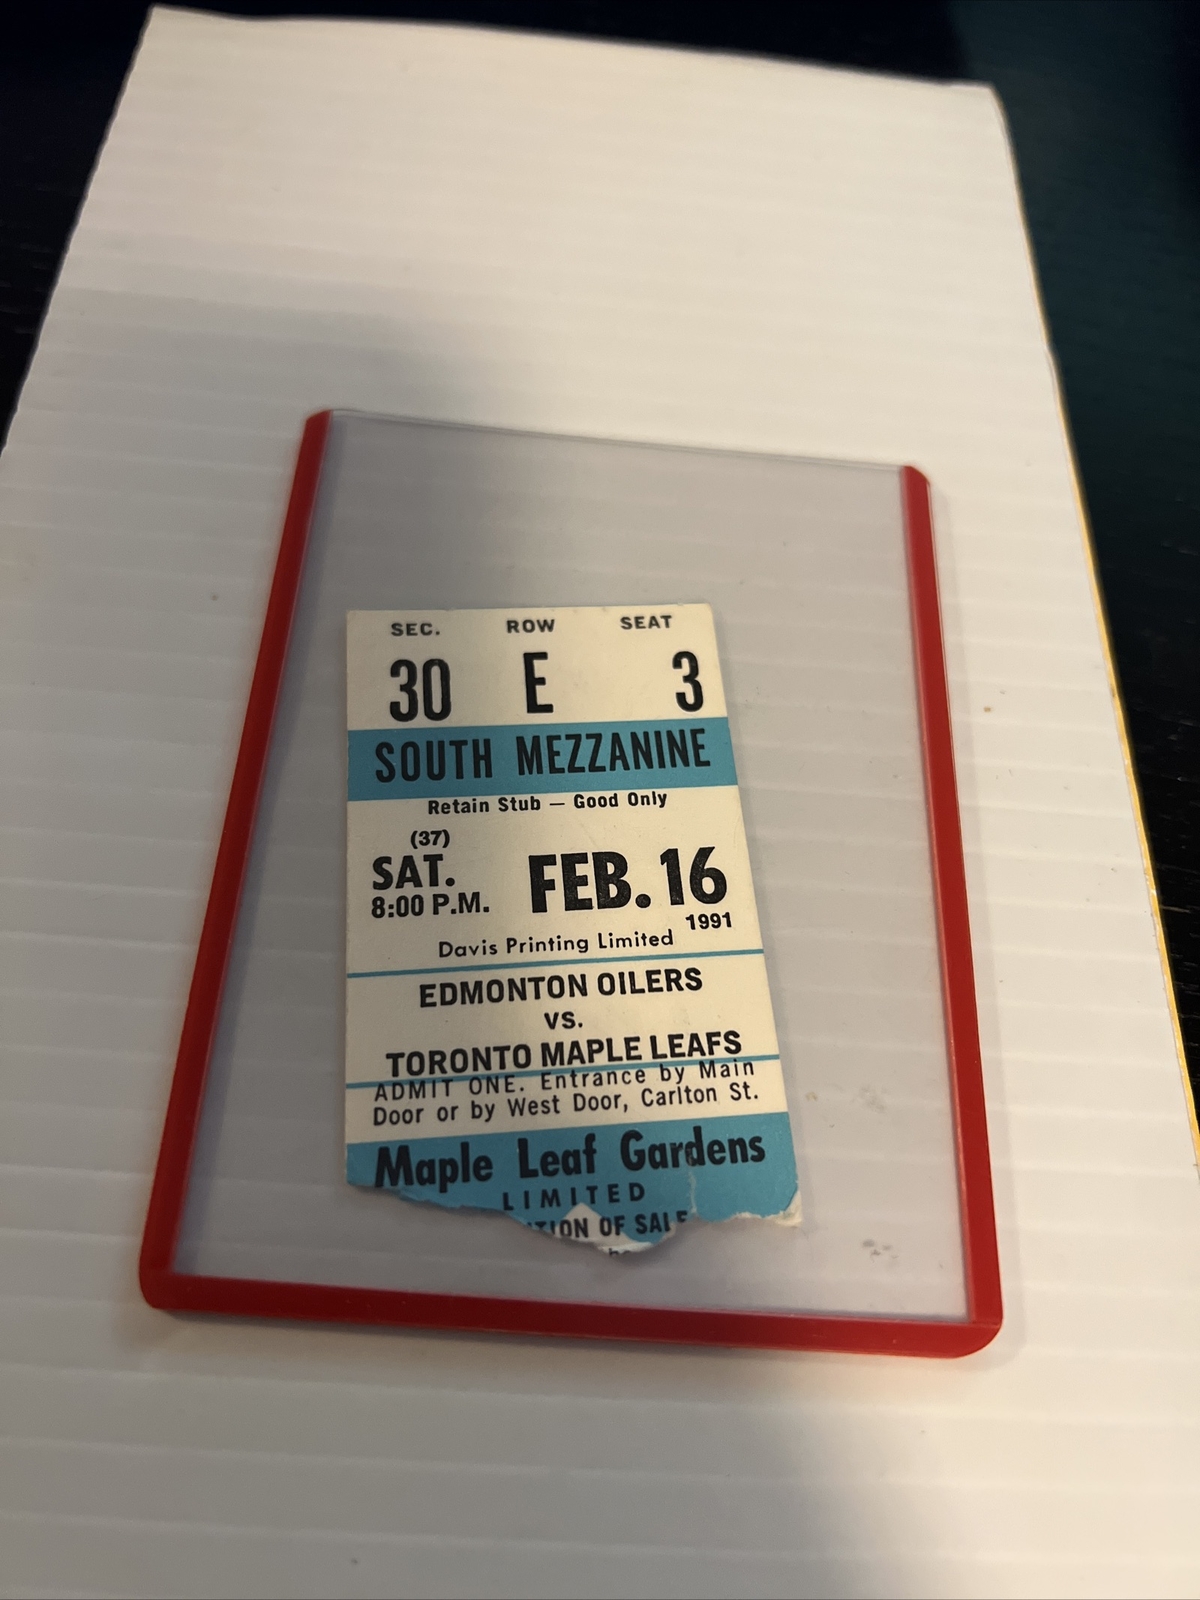 SEC. ROW SEAT
30 E 3
SOUTH MEZZANINE
Retain Stub — Good Only
(37)
SAT. FEB. 16
8:00 P.M.
1991
Davis Printing Limited
EDMONTON OILERS
VS.
TORONTO MAPLE LEAFS
ADMIT ONE. Entrance by Main
Door or by West Door, Carlton St.
Maple Leaf Gardens
LIMITED
OF SALE